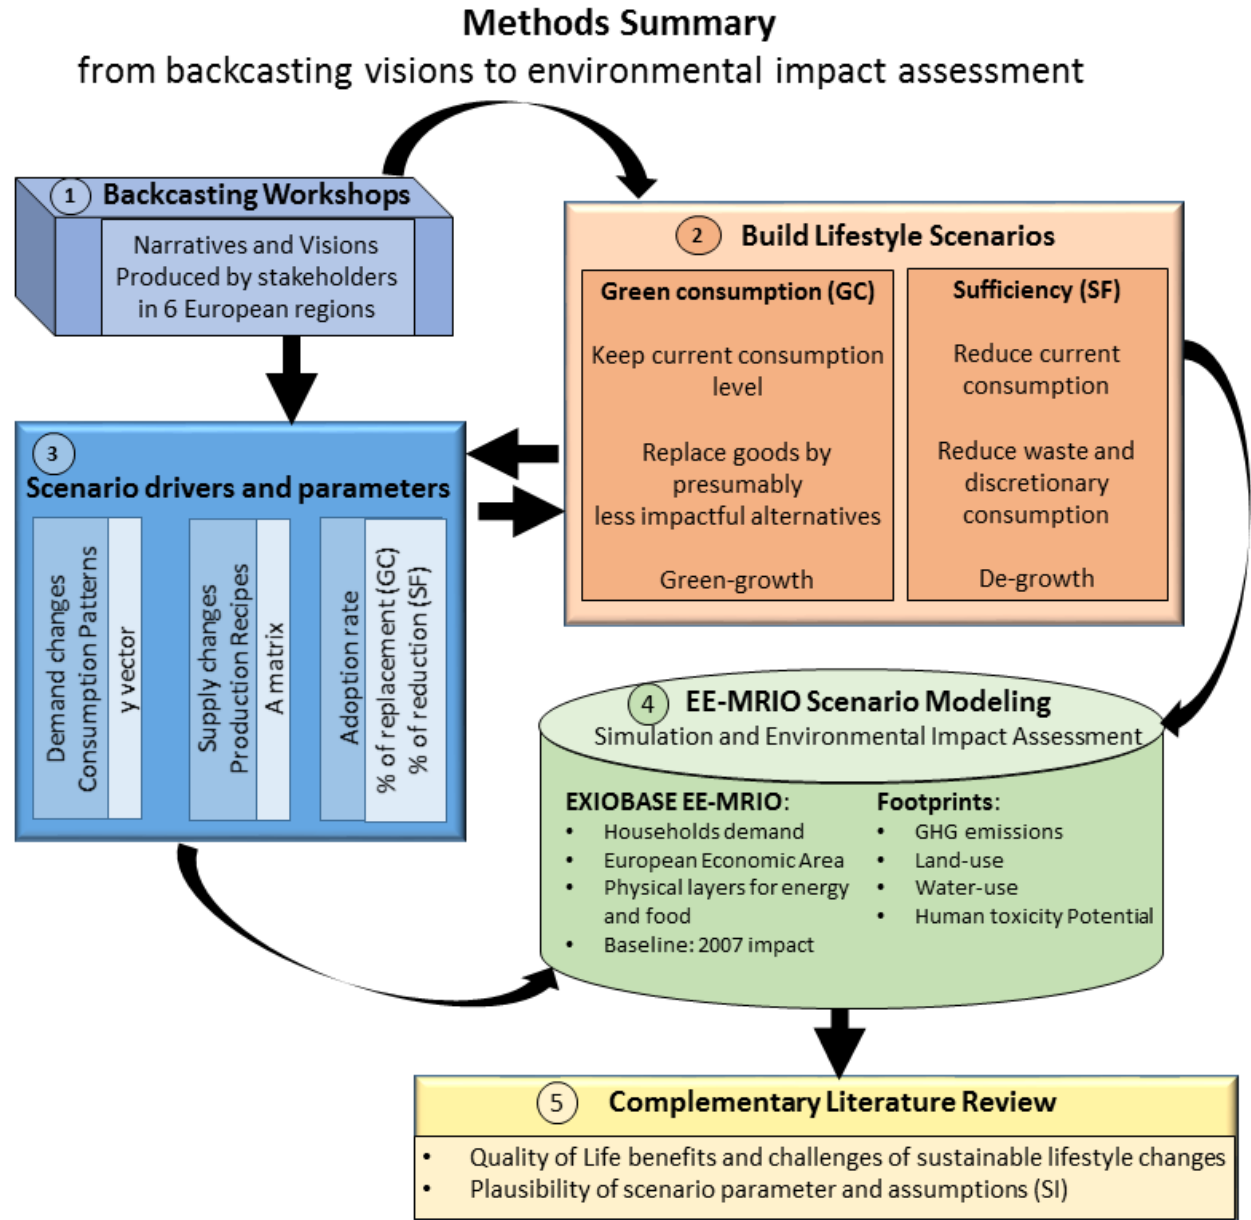 Methods Summary
from backcasting visions to environmental impact assessment
1 Backcasting Workshops
Narratives and Visions
Produced by stakeholders
in 6 European regions
2 Build Lifestyle Scenarios
Green consumption (GC)
Keep current consumption
level
Replace goods by
presumably
less impactful alternatives
Green-growth
Sufficiency (SF)
Reduce current
consumption
Reduce waste and
discretionary
consumption
De-growth
3
Scenario drivers and parameters
Demand changes
Consumption Patterns
y vector
Supply changes
Production Recipes
A matrix
Adoption rate
% of replacement (GC)
% of reduction (SF)
4 EE-MRIO Scenario Modeling
Simulation and Environmental Impact Assessment
EXIOBASE EE-MRIO:
• Households demand
• European Economic Area
• Physical layers for energy
and food
• Baseline: 2007 impact
Footprints:
• GHG emissions
• Land-use
• Water-use
• Human toxicity Potential
5 Complementary Literature Review
• Quality of Life benefits and challenges of sustainable lifestyle changes
• Plausibility of scenario parameter and assumptions (SI)